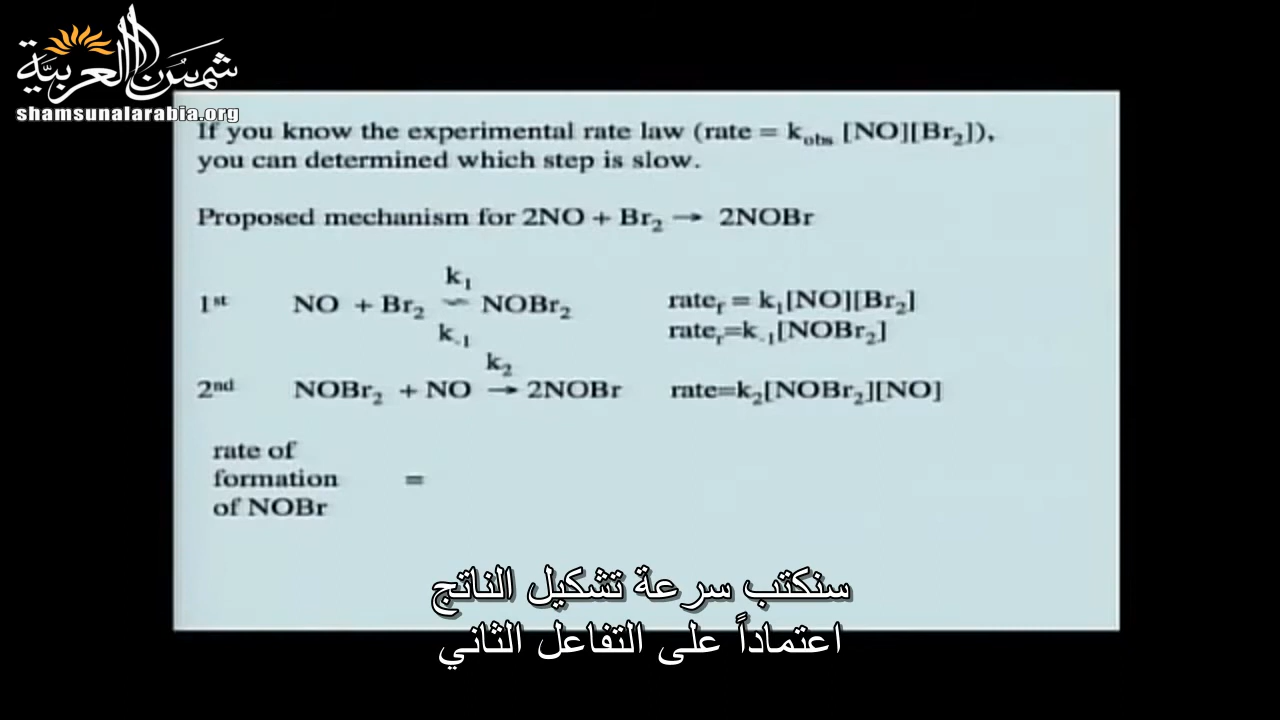 شمس العربية
shamsunalarabia.org
If you know the experimental rate law (rate = k_obs [NO][Br₂]),
you can determined which step is slow.
Proposed mechanism for 2NO + Br₂ → 2NOBr
k₁
1ˢᵗ NO + Br₂ ⇌ NOBr₂ rate_f = k₁[NO][Br₂]
k₋₁ rate_r=k₋₁[NOBr₂]
k₂
2ⁿᵈ NOBr₂ + NO → 2NOBr rate=k₂[NOBr₂][NO]
rate of
formation =
of NOBr
سنكتب سرعة تشكيل الناتج
اعتماداً على التفاعل الثاني